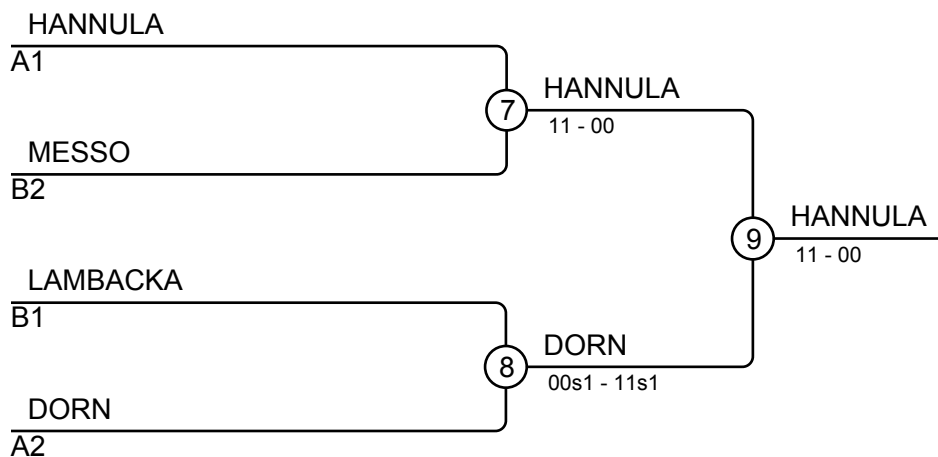 HANNULA
A1
7
HANNULA
11 - 00
MESSO
B2
9
HANNULA
11 - 00
LAMBACKA
B1
8
DORN
00s1 - 11s1
DORN
A2